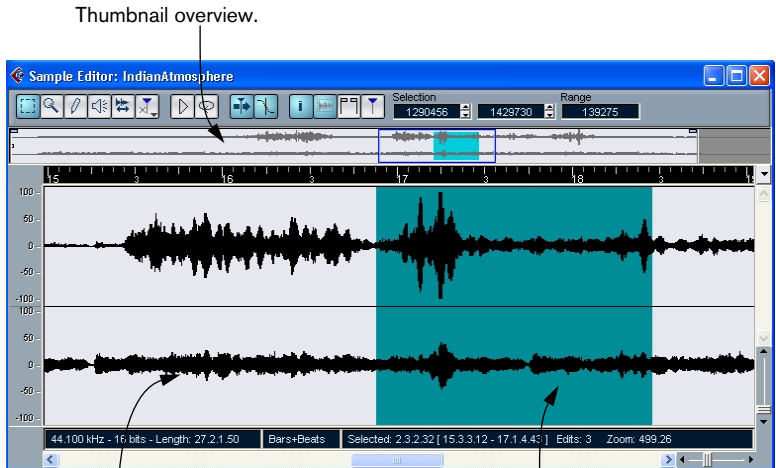 Thumbnail overview.
Sample Editor: IndianAtmosphere
Selection
Range
1290456
1429730
139275
15
3
16
3
17
3
18
3
100
50
0
-50
-100
100
50
0
-50
-100
44.100 kHz - 16 bits - Length: 27.2.1.50
Bars+Beats
Selected: 2.3.2.32 [ 15.3.3.12 - 17.1.4.43 ]
Edits: 3
Zoom: 499.26